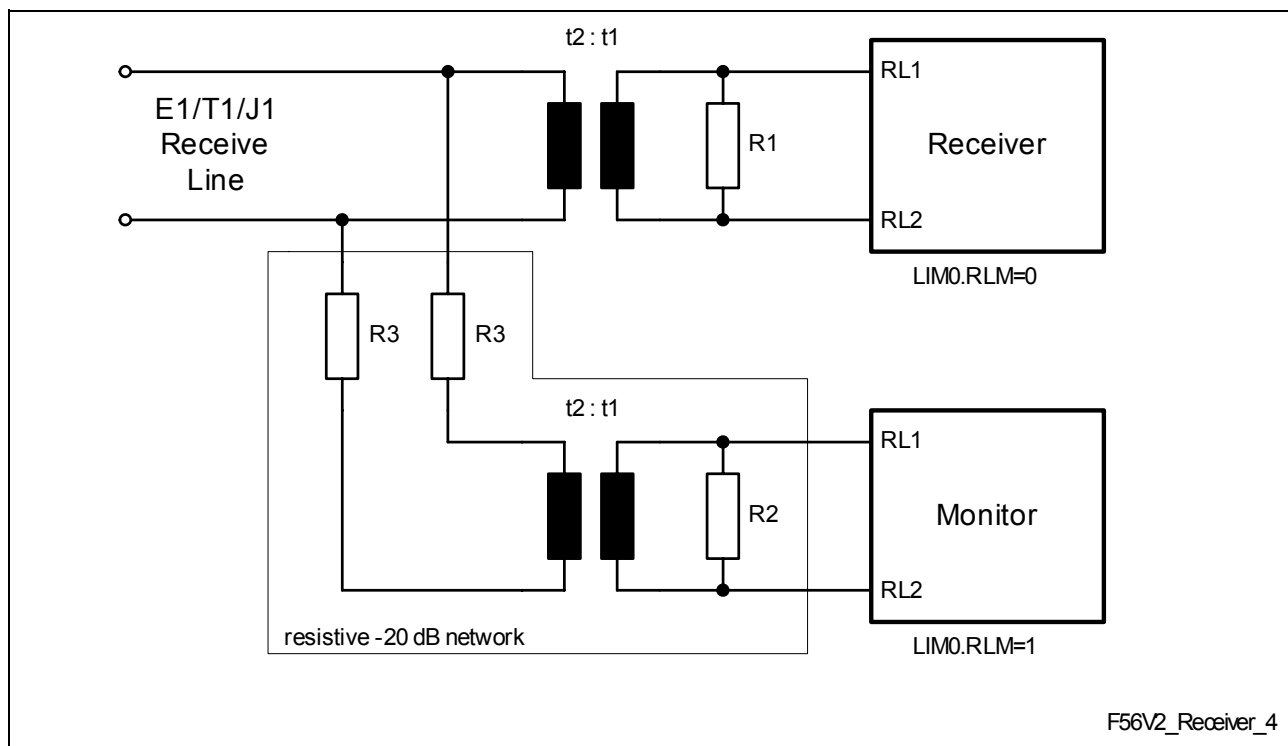 t2 : t1
E1/T1/J1
Receive
Line
RL1
R1
Receiver
RL2
LIM0.RLM=0
R3
R3
t2 : t1
RL1
R2
Monitor
RL2
resistive -20 dB network
LIM0.RLM=1
F56V2_Receiver_4